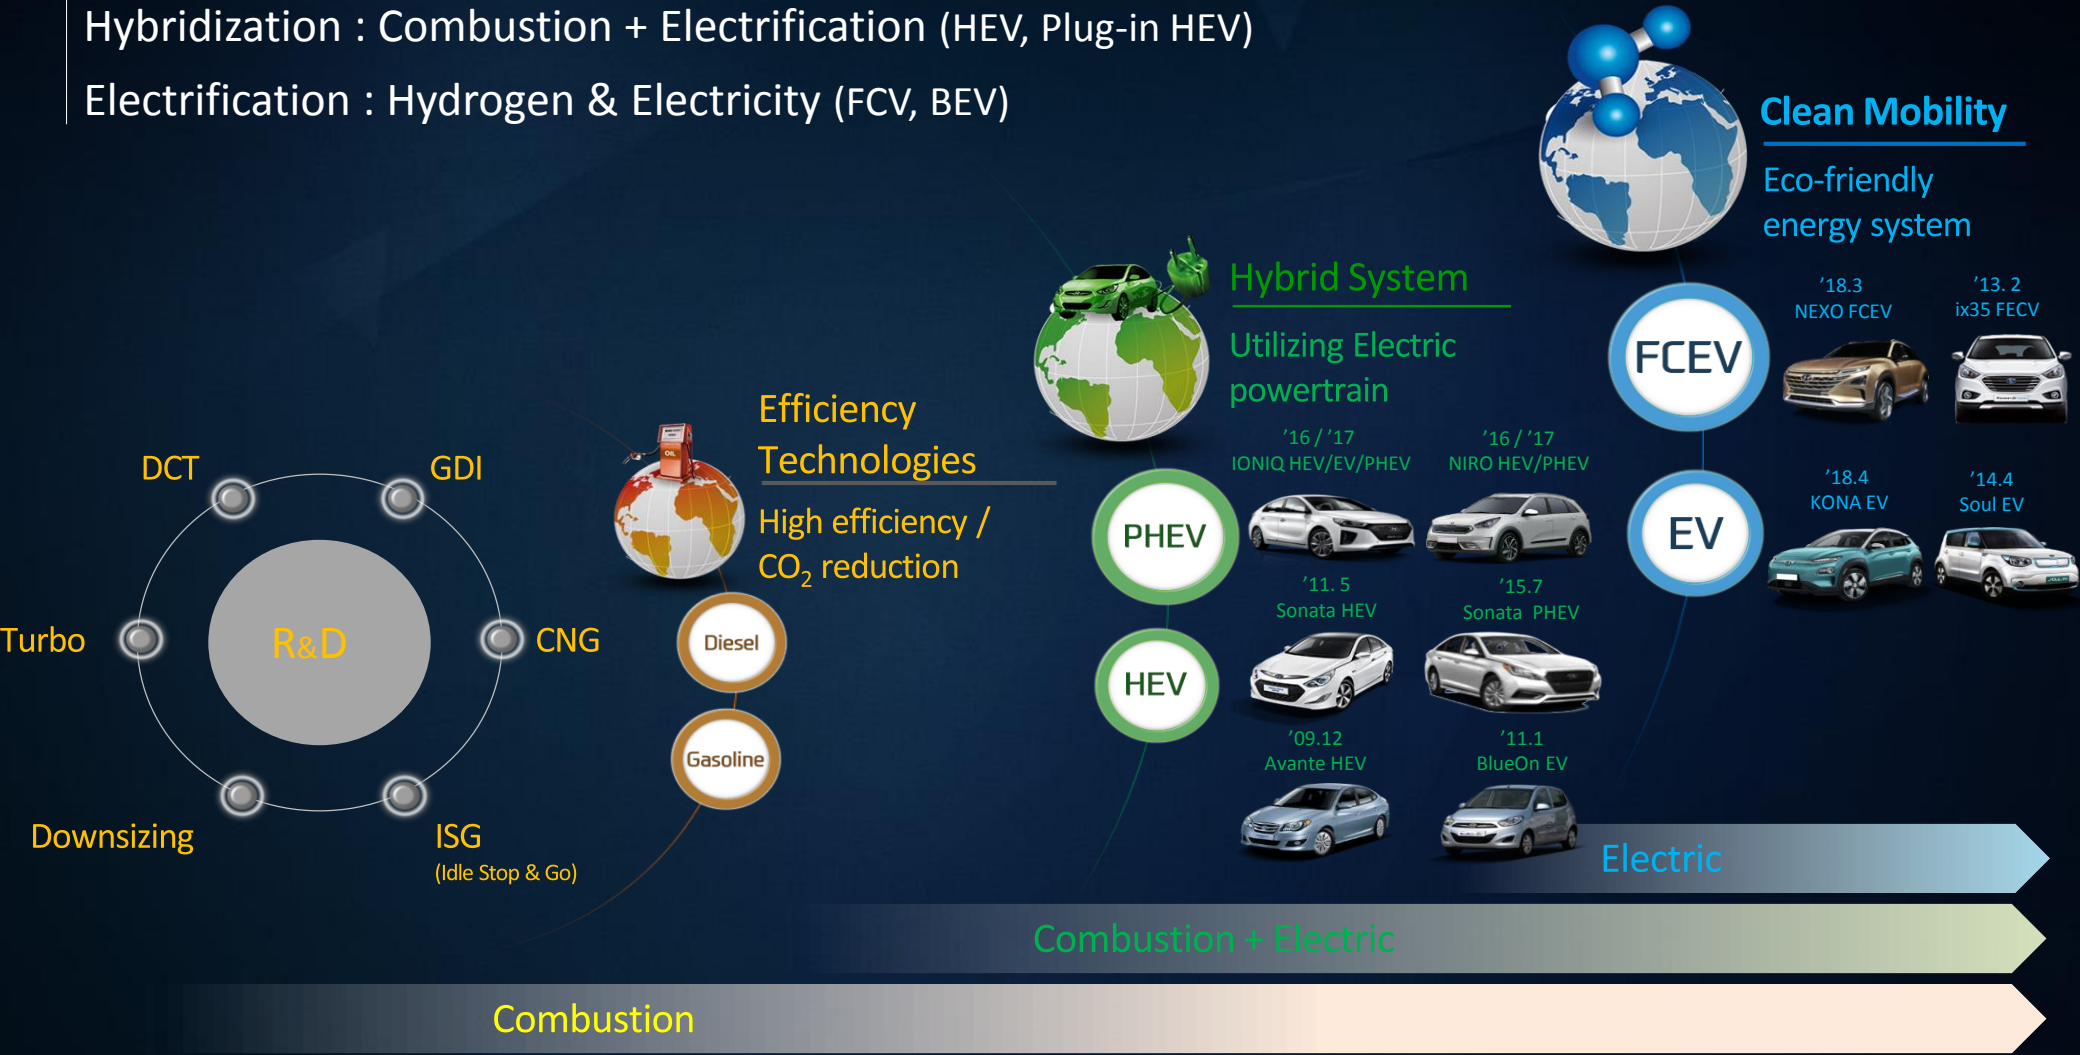 Hybridization : Combustion + Electrification (HEV, Plug-in HEV)
Electrification : Hydrogen & Electricity (FCV, BEV)
DCT
GDI
Turbo
R&D
CNG
Downsizing
ISG
(Idle Stop & Go)
OIL
Efficiency
Technologies
High efficiency /
CO₂ reduction
Diesel
Gasoline
Hybrid System
Utilizing Electric
powertrain
PHEV
HEV
’16 / ’17
IONIQ HEV/EV/PHEV
’16 / ’17
NIRO HEV/PHEV
’11. 5
Sonata HEV
’15.7
Sonata PHEV
’09.12
Avante HEV
’11.1
BlueOn EV
Clean Mobility
Eco-friendly
energy system
FCEV
EV
’18.3
NEXO FCEV
’13. 2
ix35 FECV
’18.4
KONA EV
’14.4
Soul EV
Electric
Combustion + Electric
Combustion